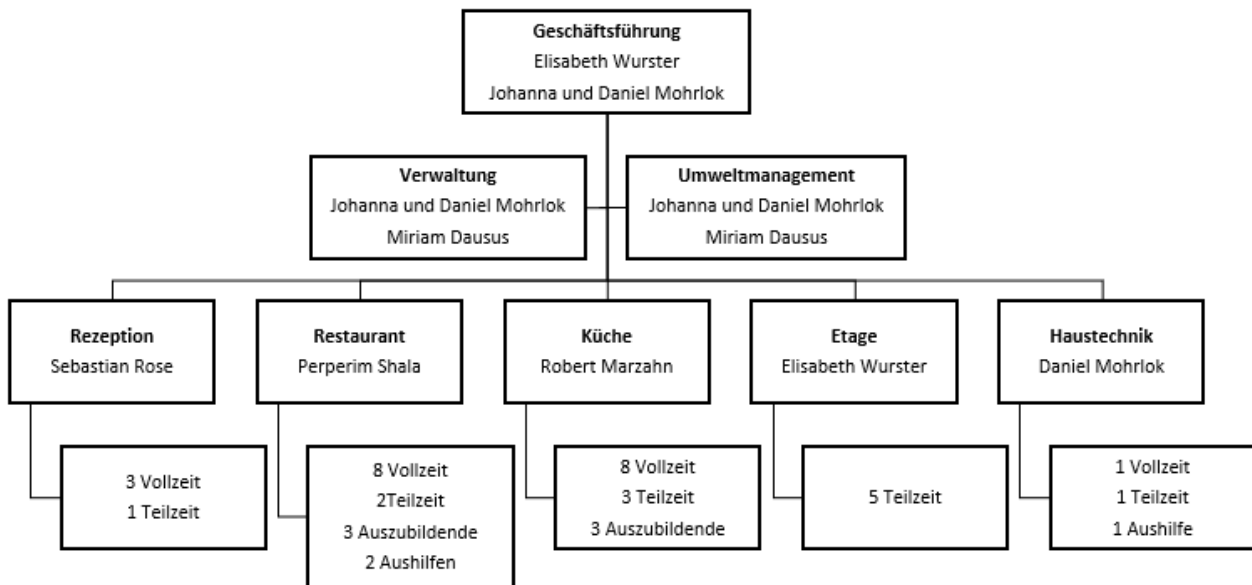 Geschäftsführung
Elisabeth Wurster
Johanna und Daniel Mohrlok
Verwaltung
Johanna und Daniel Mohrlok
Miriam Dausus
Umweltmanagement
Johanna und Daniel Mohrlok
Miriam Dausus
Rezeption
Sebastian Rose
Restaurant
Perperim Shala
Küche
Robert Marzahn
Etage
Elisabeth Wurster
Haustechnik
Daniel Mohrlok
3 Vollzeit
1 Teilzeit
8 Vollzeit
2Teilzeit
3 Auszubildende
2 Aushilfen
8 Vollzeit
3 Teilzeit
3 Auszubildende
5 Teilzeit
1 Vollzeit
1 Teilzeit
1 Aushilfe